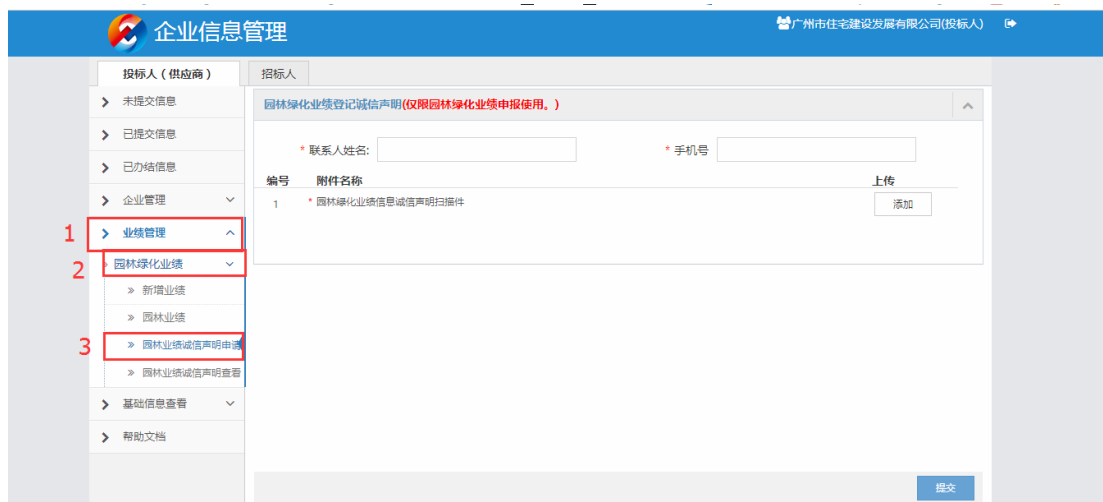 企业信息管理
广州市住宅建设发展有限公司(投标人)
投标人（供应商）
招标人
未提交信息
已提交信息
已办结信息
企业管理
1
业绩管理
2
园林绿化业绩
新增业绩
园林业绩
3
园林业绩诚信声明申请
园林业绩诚信声明查看
基础信息查看
帮助文档
园林绿化业绩登记诚信声明(仅限园林绿化业绩申报使用。)
* 联系人姓名:
* 手机号
编号 附件名称 上传
1 * 园林绿化业绩信息诚信声明扫描件 添加
提交